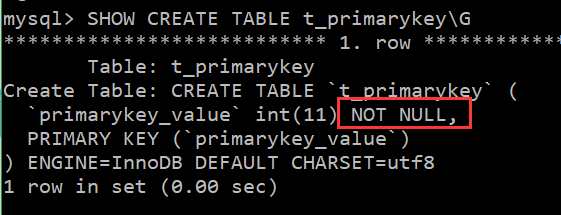 mysql> SHOW CREATE TABLE t_primarykey\G
*************************** 1. row *************
Table: t_primarykey
Create Table: CREATE TABLE `t_primarykey` (
`primarykey_value` int(11) NOT NULL,
PRIMARY KEY (`primarykey_value`)
) ENGINE=InnoDB DEFAULT CHARSET=utf8
1 row in set (0.00 sec)